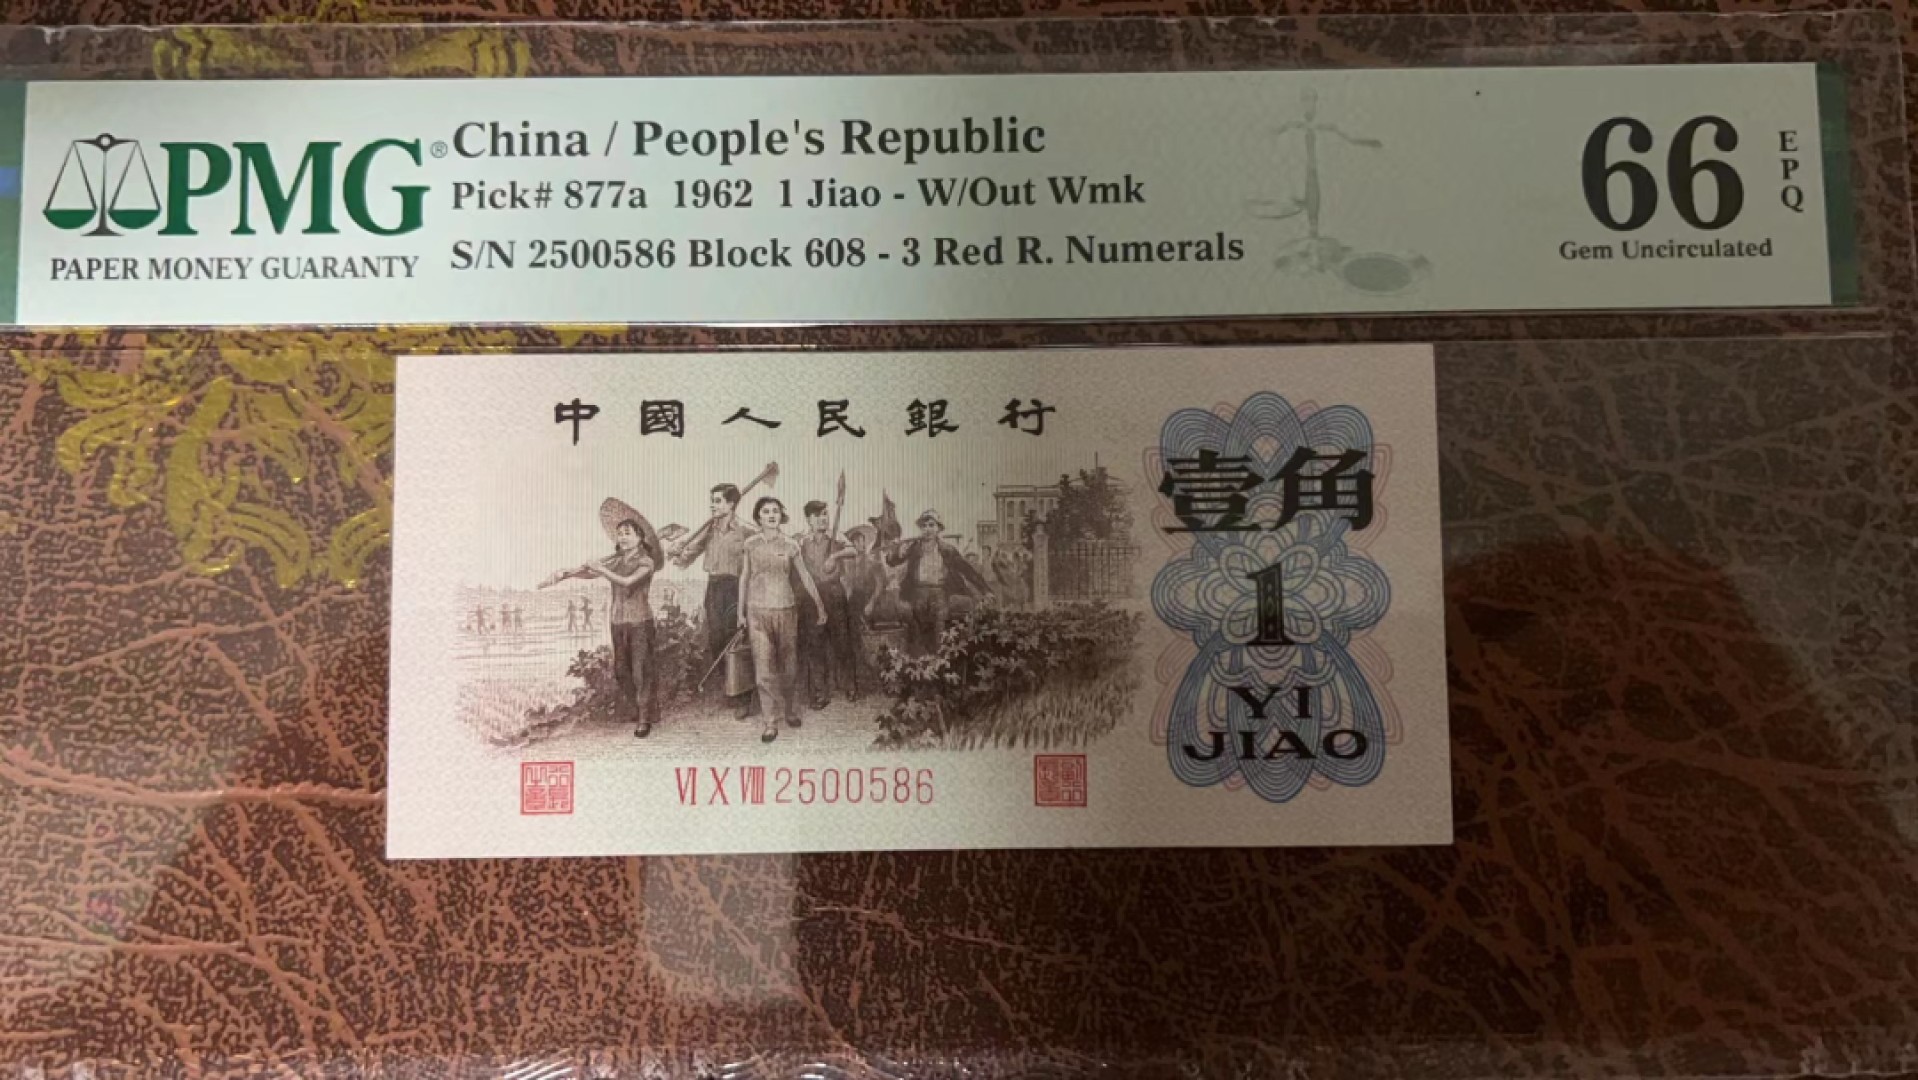 PMG®
PAPER MONEY GUARANTY
China / People's Republic
Pick# 877a 1962 1 Jiao - W/Out Wmk
S/N 2500586 Block 608 - 3 Red R. Numerals
66
EPQ
Gem Uncirculated
中國人民銀行
壹角
1
YI
JIAO
Ⅵ Ⅹ Ⅷ 2500586